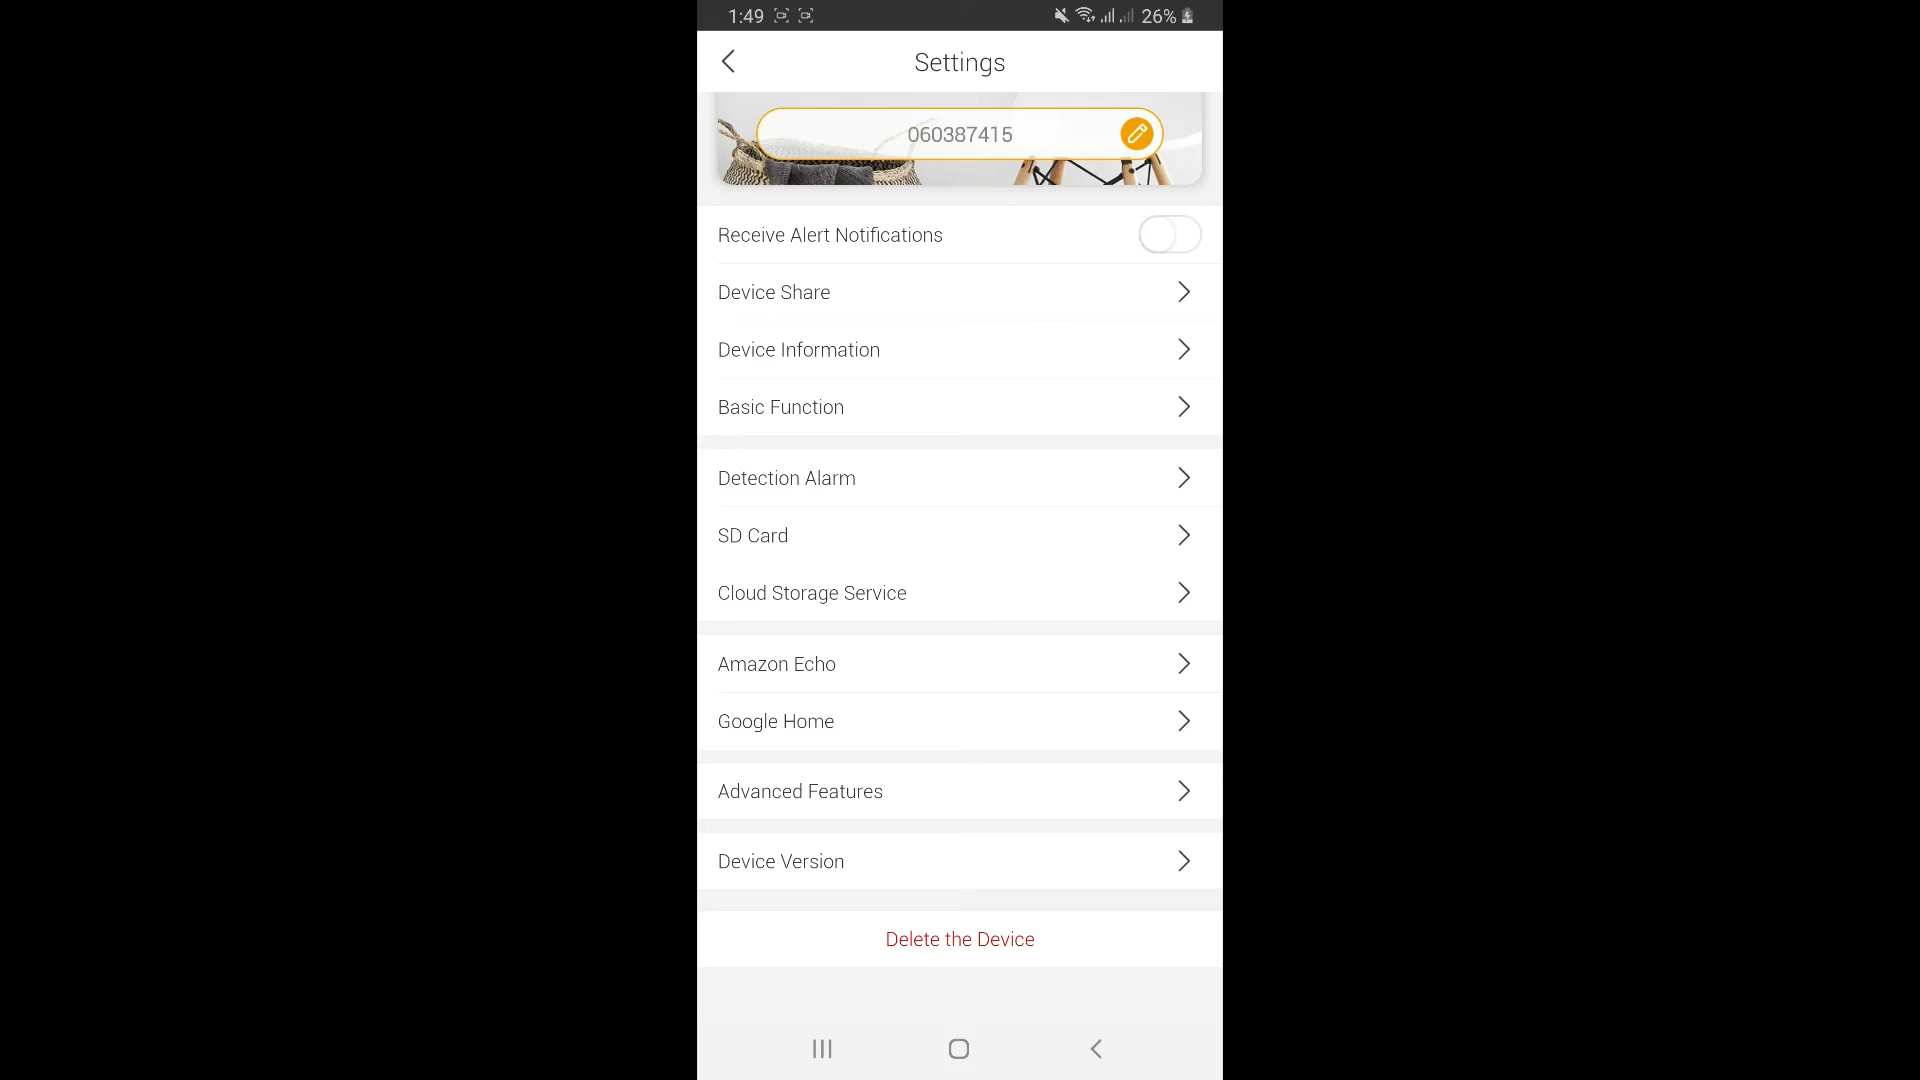 1:49 26%
Settings
060387415
Receive Alert Notifications
Device Share
Device Information
Basic Function
Detection Alarm
SD Card
Cloud Storage Service
Amazon Echo
Google Home
Advanced Features
Device Version
Delete the Device